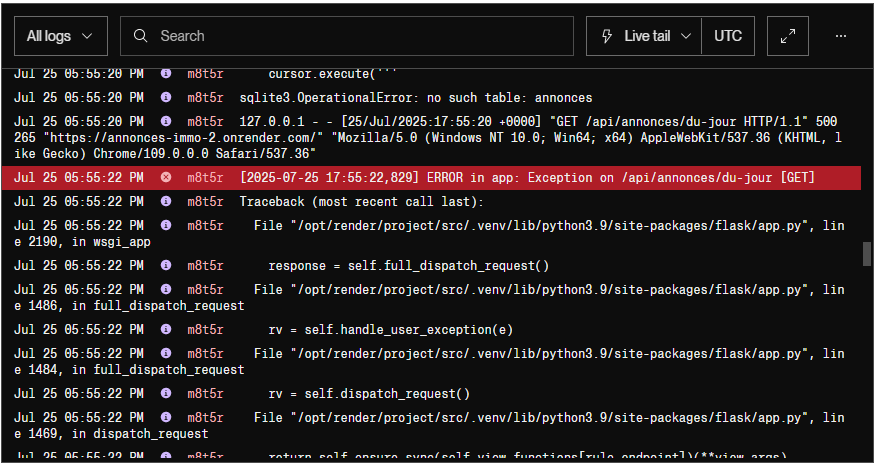 All logs
Search
Live tail
UTC
...
Jul 25 05:55:20 PM i m8t5r cursor.execute('''
Jul 25 05:55:20 PM i m8t5r sqlite3.OperationalError: no such table: annonces
Jul 25 05:55:20 PM i m8t5r 127.0.0.1 - - [25/Jul/2025:17:55:20 +0000] "GET /api/annonces/du-jour HTTP/1.1" 500
265 "https://annonces-immo-2.onrender.com/" "Mozilla/5.0 (Windows NT 10.0; Win64; x64) AppleWebKit/537.36 (KHTML, l
ike Gecko) Chrome/109.0.0.0 Safari/537.36"
Jul 25 05:55:22 PM m8t5r [2025-07-25 17:55:22,829] ERROR in app: Exception on /api/annonces/du-jour [GET]
Jul 25 05:55:22 PM i m8t5r Traceback (most recent call last):
Jul 25 05:55:22 PM i m8t5r File "/opt/render/project/src/.venv/lib/python3.9/site-packages/flask/app.py", lin
e 2190, in wsgi_app
Jul 25 05:55:22 PM i m8t5r response = self.full_dispatch_request()
Jul 25 05:55:22 PM i m8t5r File "/opt/render/project/src/.venv/lib/python3.9/site-packages/flask/app.py", lin
e 1486, in full_dispatch_request
Jul 25 05:55:22 PM i m8t5r rv = self.handle_user_exception(e)
Jul 25 05:55:22 PM i m8t5r File "/opt/render/project/src/.venv/lib/python3.9/site-packages/flask/app.py", lin
e 1484, in full_dispatch_request
Jul 25 05:55:22 PM i m8t5r rv = self.dispatch_request()
Jul 25 05:55:22 PM i m8t5r File "/opt/render/project/src/.venv/lib/python3.9/site-packages/flask/app.py", lin
e 1469, in dispatch_request
Jul 25 05:55:22 PM i m8t5r return self.ensure_sync(self.view_functions[rule.endpoint])(**view_args)